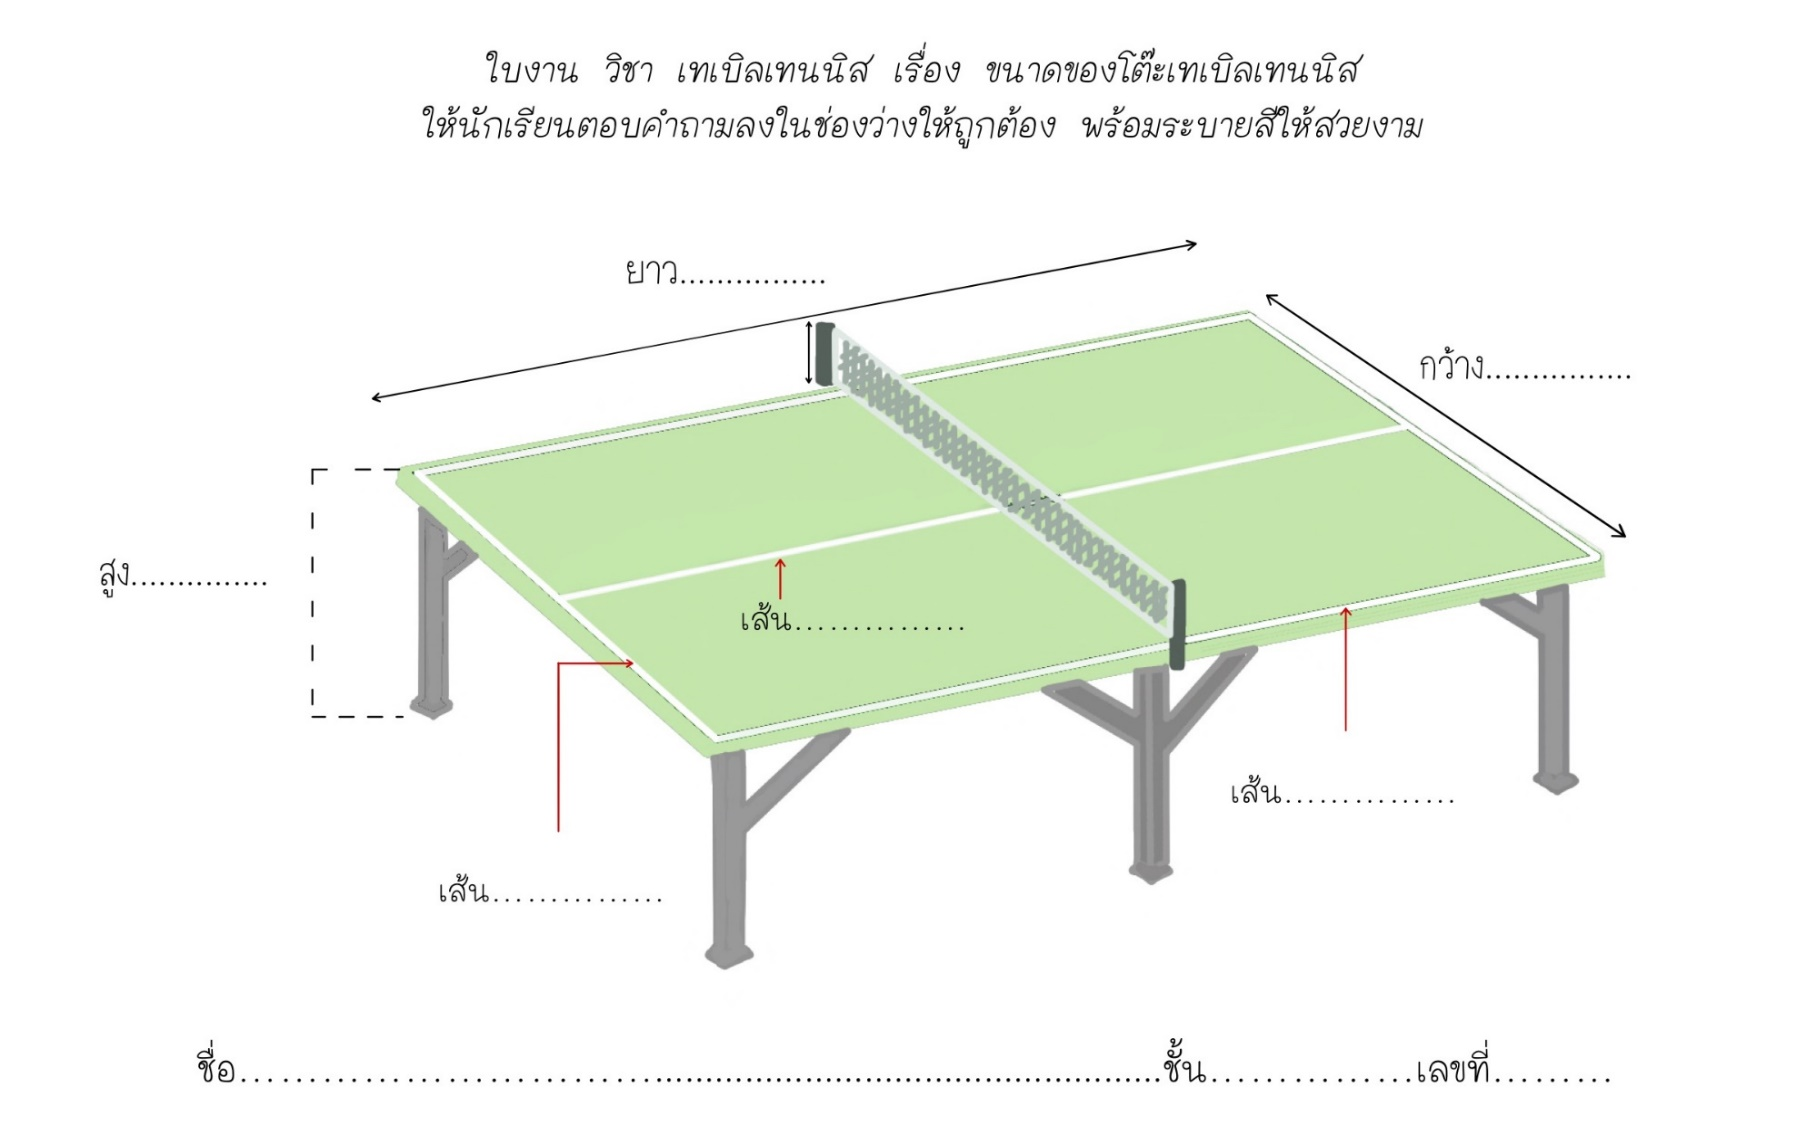 ใบงาน วิชา เทเบิลเทนนิส เรื่อง ขนาดของโต๊ะเทเบิลเทนนิส
ให้นักเรียนตอบคำถามลงในช่องว่างให้ถูกต้อง พร้อมระบายสีให้สวยงาม
ยาว................
กว้าง................
สูง...............
เส้น...............
เส้น...............
เส้น...............
ชื่อ..............................................................................ชั้น...............เลขที่.........